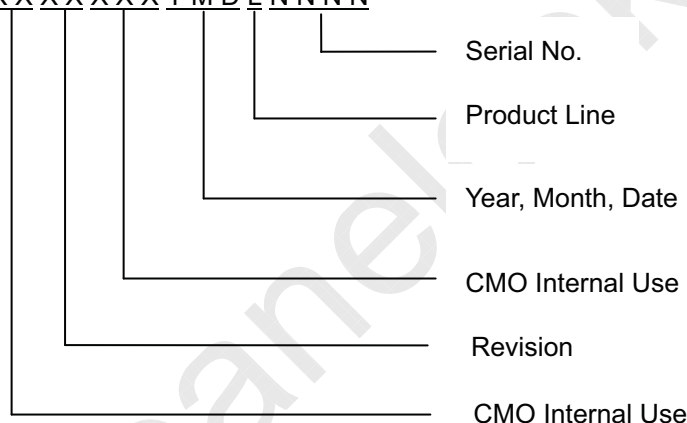 X X X X X X X Y M D L N N N N
Serial No.
Product Line
Year, Month, Date
CMO Internal Use
Revision
CMO Internal Use